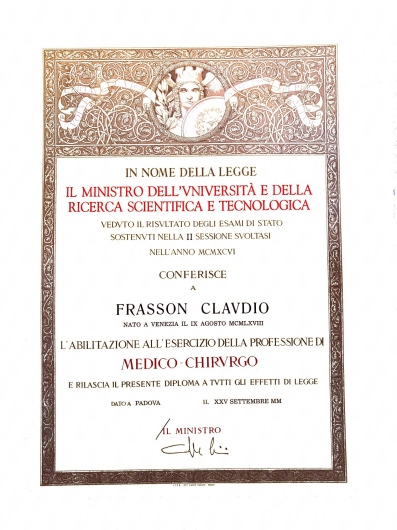 IN NOME DELLA LEGGE
IL MINISTRO DELL'VNIVERSITÀ E DELLA
RICERCA SCIENTIFICA E TECNOLOGICA
VEDVTO IL RISVLTATO DEGLI ESAMI DI STATO
SOSTENVTI NELLA II SESSIONE SVOLTASI
NELL'ANNO MCMXCVI
CONFERISCE
A
FRASSON CLAVDIO
NATO A VENEZIA IL IX AGOSTO MCMLXVIII
L'ABILITAZIONE ALL'ESERCIZIO DELLA PROFESSIONE DI
MEDICO-CHIRVRGO
E RILASCIA IL PRESENTE DIPLOMA A TVTTI GLI EFFETTI DI LEGGE
DATO A PADOVA IL XXV SETTEMBRE MM
IL MINISTRO